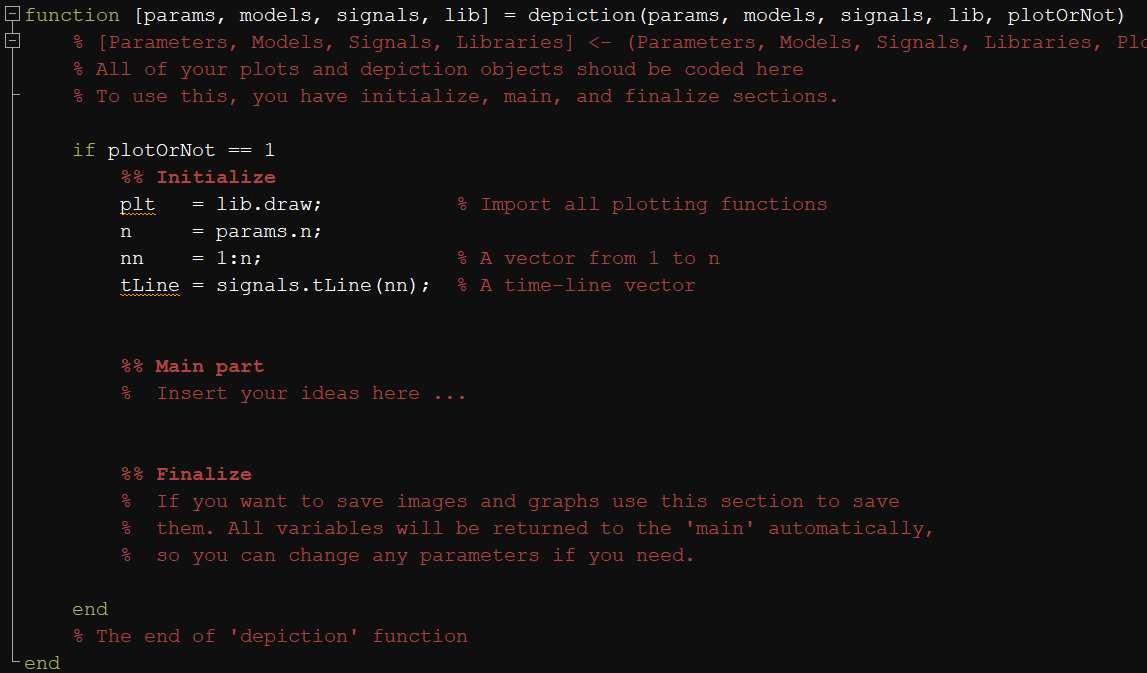 function [params, models, signals, lib] = depiction(params, models, signals, lib, plotOrNot)
% [Parameters, Models, Signals, Libraries] <- (Parameters, Models, Signals, Libraries, Plo
% All of your plots and depiction objects shoud be coded here
% To use this, you have initialize, main, and finalize sections.
if plotOrNot == 1
%% Initialize
plt = lib.draw; % Import all plotting functions
n = params.n;
nn = 1:n; % A vector from 1 to n
tLine = signals.tLine(nn); % A time-line vector
%% Main part
% Insert your ideas here ...
%% Finalize
% If you want to save images and graphs use this section to save
% them. All variables will be returned to the 'main' automatically,
% so you can change any parameters if you need.
end
% The end of 'depiction' function
end